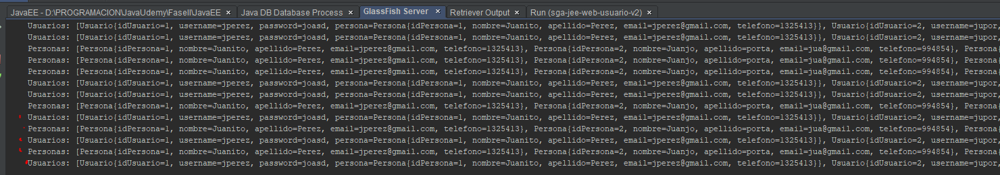 JavaEE - D:\PROGRAMACION\JavaUdemy\FaseII\JavaEE × Java DB Database Process × GlassFish Server × Retriever Output × Run (sga-jee-web-usuario-v2) ×
Usuarios: [Usuario{idUsuario=1, username=jperez, password=joasd, persona=Persona{idPersona=1, nombre=Juanito, apellido=Perez, email=jperez@gmail.com, telefono=1325413}}, Usuario{idUsuario=2, username=jupor,
Usuarios: [Usuario{idUsuario=1, username=jperez, password=joasd, persona=Persona{idPersona=1, nombre=Juanito, apellido=Perez, email=jperez@gmail.com, telefono=1325413}}, Usuario{idUsuario=2, username=jupor,
Personas: [Persona{idPersona=1, nombre=Juanito, apellido=Perez, email=jperez@gmail.com, telefono=1325413}, Persona{idPersona=2, nombre=Juanjo, apellido=porta, email=jua@gmail.com, telefono=994854}, Persona
Personas: [Persona{idPersona=1, nombre=Juanito, apellido=Perez, email=jperez@gmail.com, telefono=1325413}, Persona{idPersona=2, nombre=Juanjo, apellido=porta, email=jua@gmail.com, telefono=994854}, Persona
Personas: [Persona{idPersona=1, nombre=Juanito, apellido=Perez, email=jperez@gmail.com, telefono=1325413}, Persona{idPersona=2, nombre=Juanjo, apellido=porta, email=jua@gmail.com, telefono=994854}, Persona
Usuarios: [Usuario{idUsuario=1, username=jperez, password=joasd, persona=Persona{idPersona=1, nombre=Juanito, apellido=Perez, email=jperez@gmail.com, telefono=1325413}}, Usuario{idUsuario=2, username=jupor,
Usuarios: [Usuario{idUsuario=1, username=jperez, password=joasd, persona=Persona{idPersona=1, nombre=Juanito, apellido=Perez, email=jperez@gmail.com, telefono=1325413}}, Usuario{idUsuario=2, username=jupor,
Personas: [Persona{idPersona=1, nombre=Juanito, apellido=Perez, email=jperez@gmail.com, telefono=1325413}, Persona{idPersona=2, nombre=Juanjo, apellido=porta, email=jua@gmail.com, telefono=994854}, Persona
Usuarios: [Usuario{idUsuario=1, username=jperez, password=joasd, persona=Persona{idPersona=1, nombre=Juanito, apellido=Perez, email=jperez@gmail.com, telefono=1325413}}, Usuario{idUsuario=2, username=jupor,
Personas: [Persona{idPersona=1, nombre=Juanito, apellido=Perez, email=jperez@gmail.com, telefono=1325413}, Persona{idPersona=2, nombre=Juanjo, apellido=porta, email=jua@gmail.com, telefono=994854}, Persona
Usuarios: [Usuario{idUsuario=1, username=jperez, password=joasd, persona=Persona{idPersona=1, nombre=Juanito, apellido=Perez, email=jperez@gmail.com, telefono=1325413}}, Usuario{idUsuario=2, username=jupor,
Personas: [Persona{idPersona=1, nombre=Juanito, apellido=Perez, email=jperez@gmail.com, telefono=1325413}, Persona{idPersona=2, nombre=Juanjo, apellido=porta, email=jua@gmail.com, telefono=994854}, Persona
Usuarios: [Usuario{idUsuario=1, username=jperez, password=joasd, persona=Persona{idPersona=1, nombre=Juanito, apellido=Perez, email=jperez@gmail.com, telefono=1325413}}, Usuario{idUsuario=2, username=jupor,